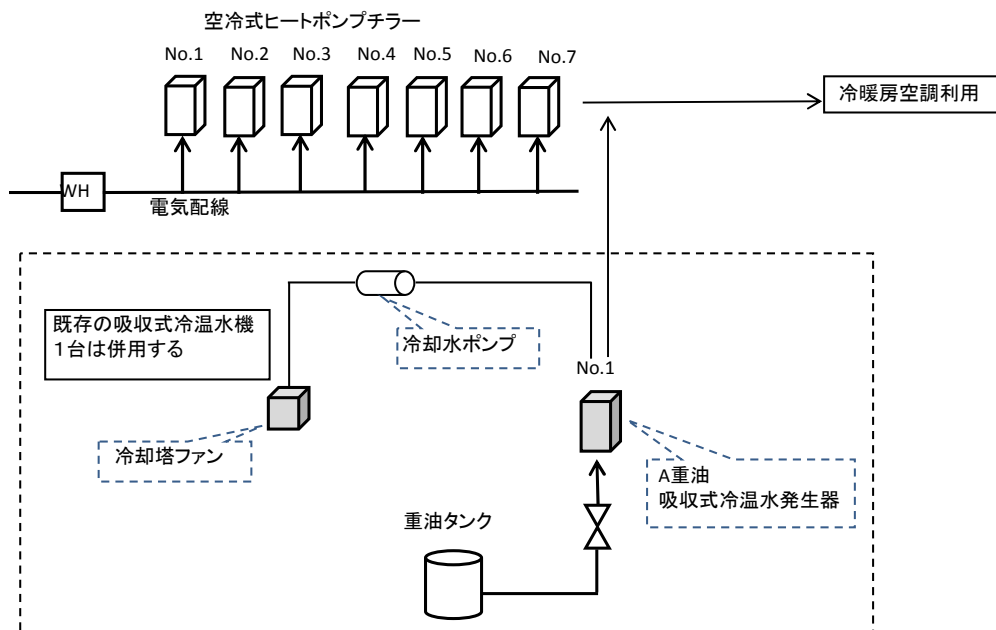 空冷式ヒートポンプチラー
No.1 No.2 No.3 No.4 No.5 No.6 No.7
冷暖房空調利用
WH
電気配線
既存の吸収式冷温水機
1台は併用する
冷却水ポンプ
No.1
冷却塔ファン
A重油
吸収式冷温水発生器
重油タンク